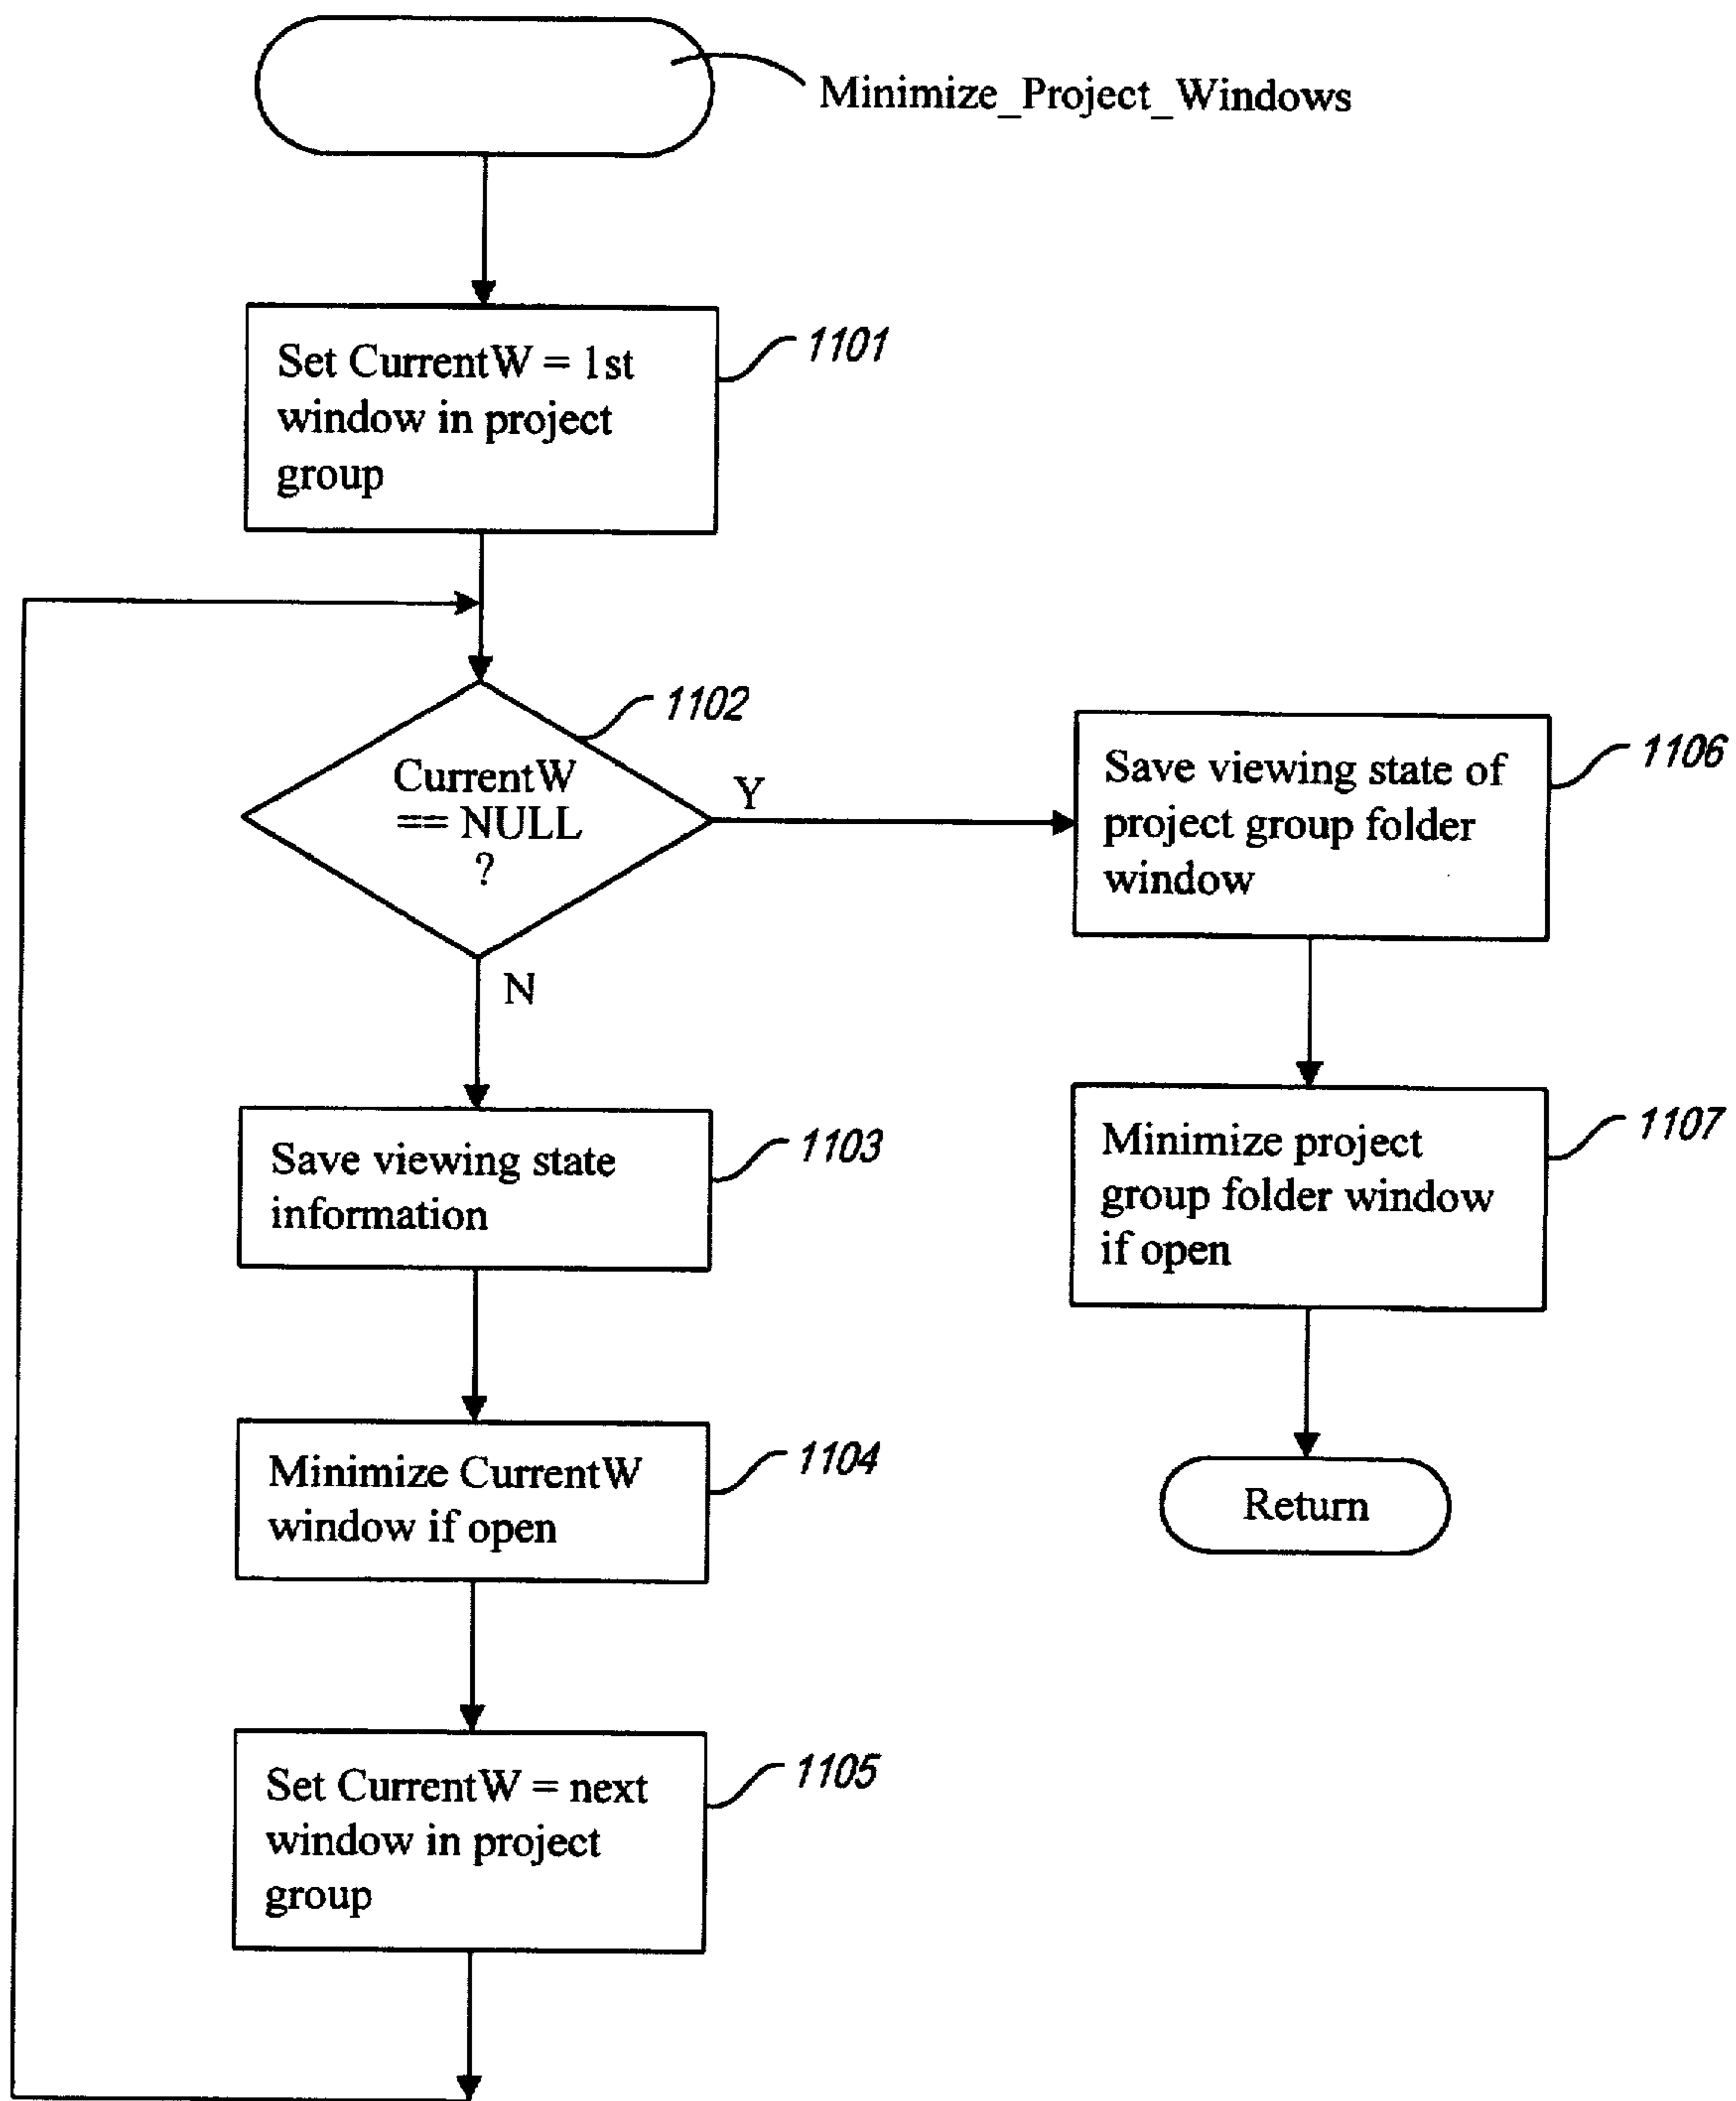 Minimize_Project_Windows
Set CurrentW = 1st
window in project
group
1101
CurrentW
== NULL
?
1102
Y
N
Save viewing state
information
1103
Minimize CurrentW
window if open
1104
Set CurrentW = next
window in project
group
1105
Save viewing state of
project group folder
window
1106
Minimize project
group folder window
if open
1107
Return